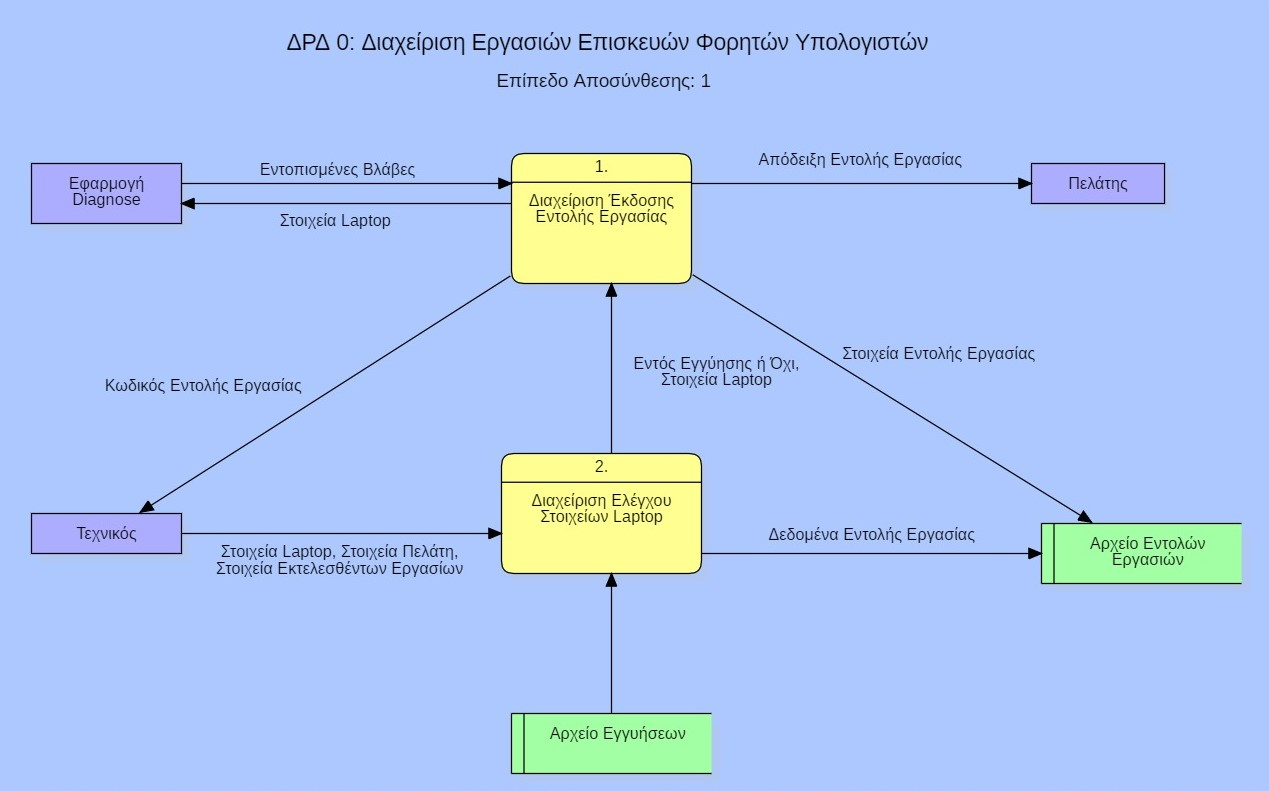 ΔΡΔ 0: Διαχείριση Εργασιών Επισκευών Φορητών Υπολογιστών
Επίπεδο Αποσύνθεσης: 1
Εφαρμογή
Diagnose
Εντοπισμένες Βλάβες
Στοιχεία Laptop
1.
Διαχείριση Έκδοσης
Εντολής Εργασίας
Απόδειξη Εντολής Εργασίας
Πελάτης
Κωδικός Εντολής Εργασίας
Εντός Εγγύησης ή Όχι,
Στοιχεία Laptop
Στοιχεία Εντολής Εργασίας
Τεχνικός
Στοιχεία Laptop, Στοιχεία Πελάτη,
Στοιχεία Εκτελεσθέντων Εργασίων
2.
Διαχείριση Ελέγχου
Στοιχείων Laptop
Δεδομένα Εντολής Εργασίας
Αρχείο Εντολών
Εργασιών
Αρχείο Εγγυήσεων